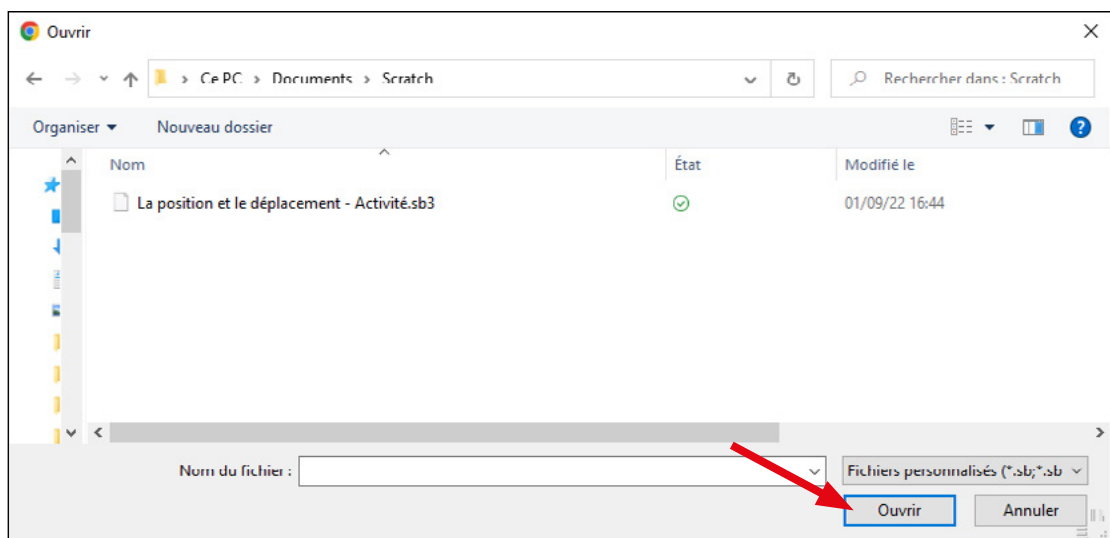 Ouvrir
Ce PC > Documents > Scratch
Rechercher dans : Scratch
Organiser
Nouveau dossier
Nom
État
Modifié le
La position et le déplacement - Activité.sb3
01/09/22 16:44
Nom du fichier :
Fichiers personnalisés (*.sb;*.sb
Ouvrir
Annuler